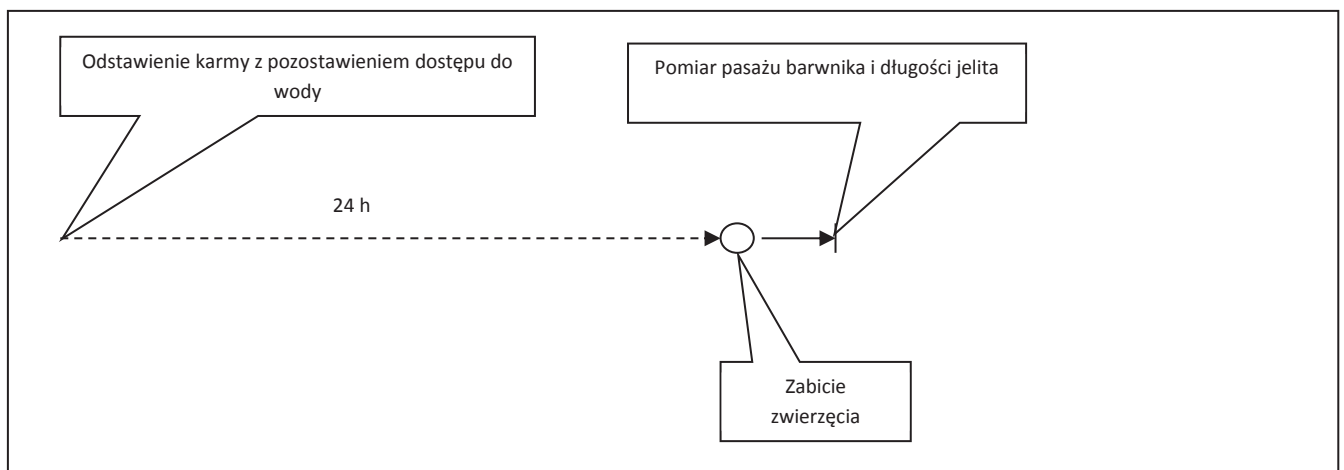 Odstawienie karmy z pozostawieniem dostępu do
wody
Pomiar pasażu barwnika i długości jelita
24 h
Zabicie
zwierzęcia